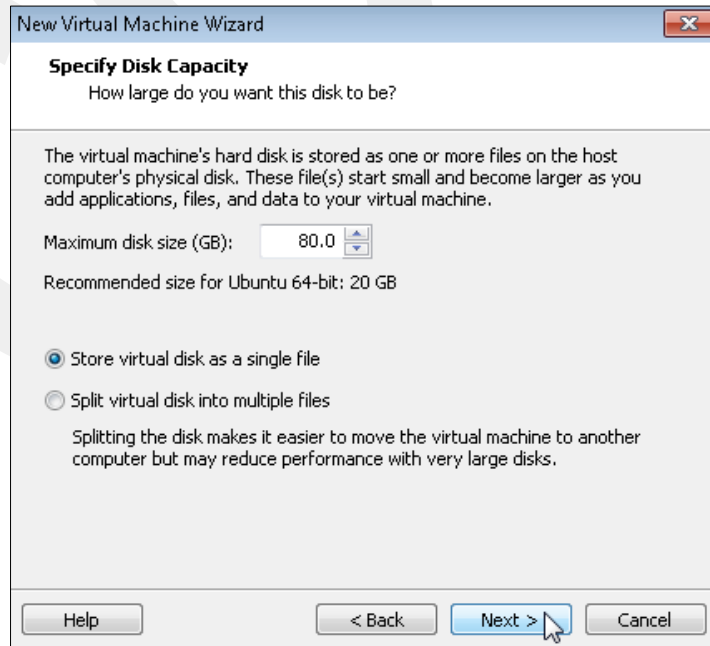 New Virtual Machine Wizard
Specify Disk Capacity
How large do you want this disk to be?
The virtual machine's hard disk is stored as one or more files on the host
computer's physical disk. These file(s) start small and become larger as you
add applications, files, and data to your virtual machine.
Maximum disk size (GB): 80.0
Recommended size for Ubuntu 64-bit: 20 GB
Store virtual disk as a single file
Split virtual disk into multiple files
Splitting the disk makes it easier to move the virtual machine to another
computer but may reduce performance with very large disks.
Help < Back Next > Cancel